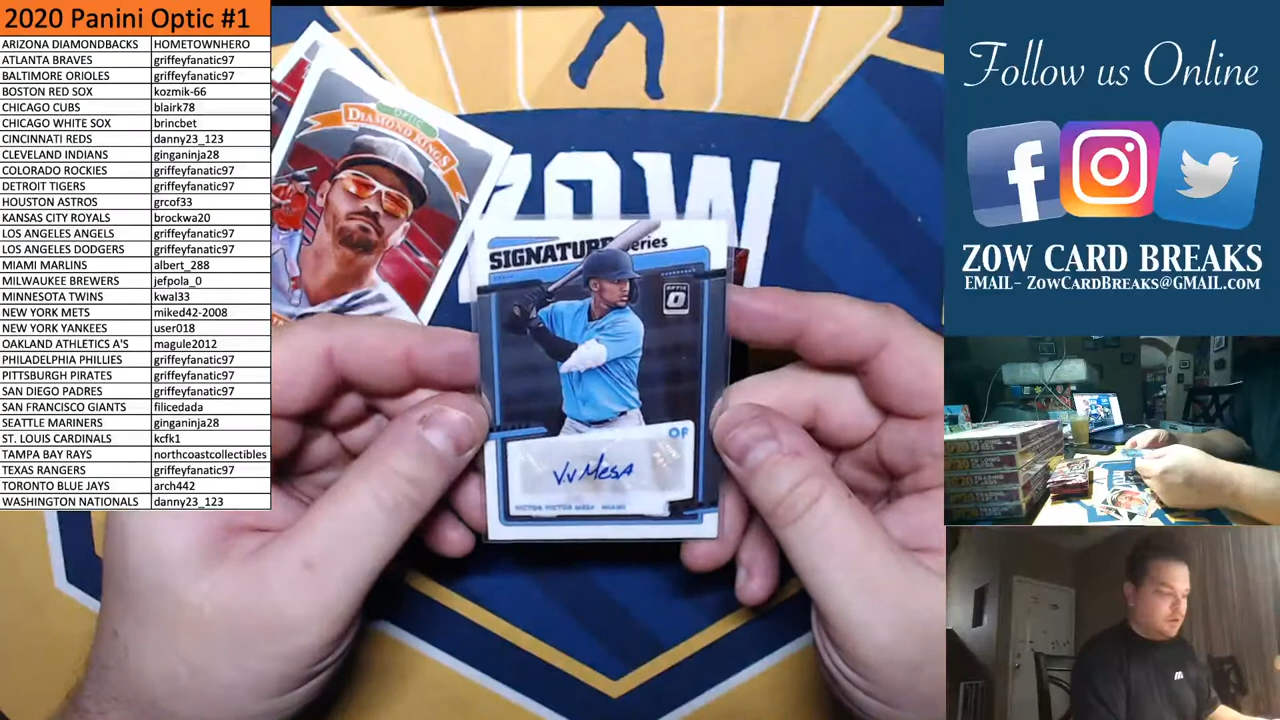 2020 Panini Optic #1
ARIZONA DIAMONDBACKS HOMETOWNHERO
ATLANTA BRAVES griffeyfanatic97
BALTIMORE ORIOLES griffeyfanatic97
BOSTON RED SOX kozmik-66
CHICAGO CUBS blairk78
CHICAGO WHITE SOX brincbet
CINCINNATI REDS danny23_123
CLEVELAND INDIANS ginganinja28
COLORADO ROCKIES griffeyfanatic97
DETROIT TIGERS griffeyfanatic97
HOUSTON ASTROS grcof33
KANSAS CITY ROYALS brockwa20
LOS ANGELES ANGELS griffeyfanatic97
LOS ANGELES DODGERS griffeyfanatic97
MIAMI MARLINS albert_288
MILWAUKEE BREWERS jefpola_0
MINNESOTA TWINS kwal33
NEW YORK METS miked42-2008
NEW YORK YANKEES user018
OAKLAND ATHLETICS A'S magule2012
PHILADELPHIA PHILLIES griffeyfanatic97
PITTSBURGH PIRATES griffeyfanatic97
SAN DIEGO PADRES griffeyfanatic97
SAN FRANCISCO GIANTS filicedada
SEATTLE MARINERS ginganinja28
ST. LOUIS CARDINALS kcfk1
TAMPA BAY RAYS northcoastcollectibles
TEXAS RANGERS griffeyfanatic97
TORONTO BLUE JAYS arch442
WASHINGTON NATIONALS danny23_123
OPTIC
DIAMOND KINGS
ZOW
SIGNATURE Series
OPTIC
OF
V.V Mesa
VICTOR VICTOR MESA - MIAMI
Follow us Online
ZOW CARD BREAKS
EMAIL- ZowCardBreaks@GMAIL.COM